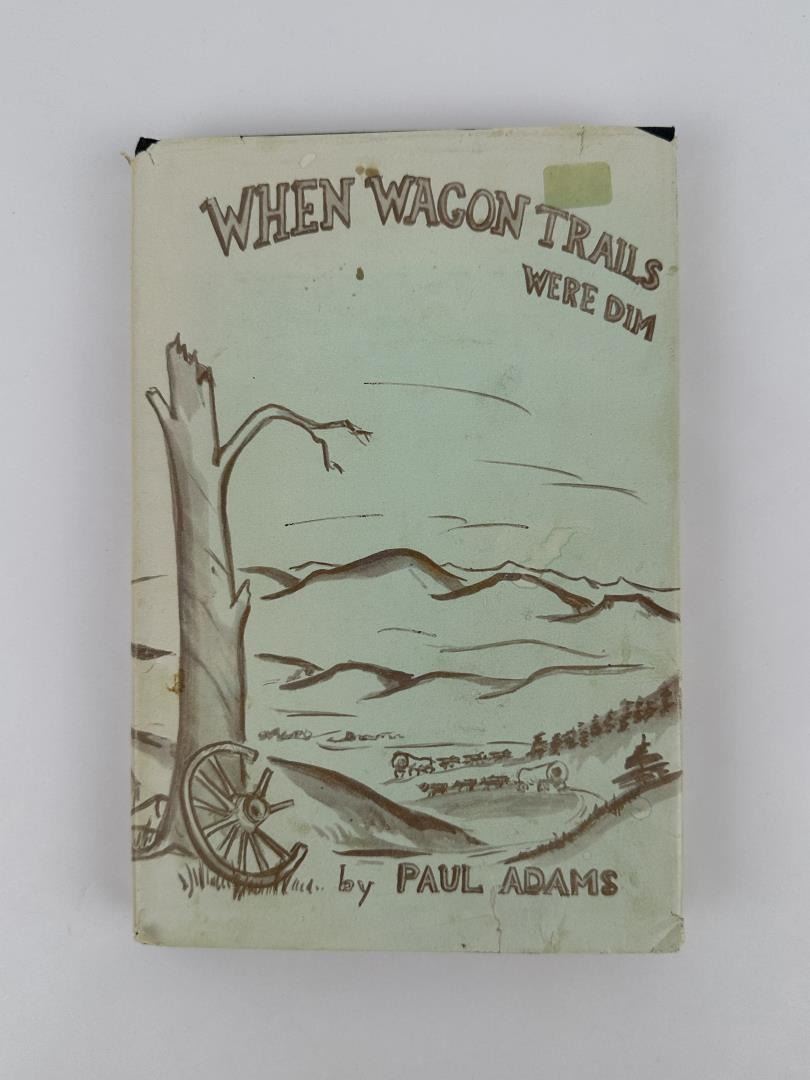 WHEN WAGON TRAILS
WERE DIM
by PAUL ADAMS